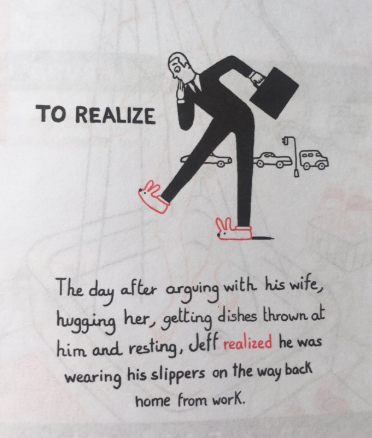 TO REALIZE
The day after arguing with his wife,
hugging her, getting dishes thrown at
him and resting, Jeff realized he was
wearing his slippers on the way back
home from work.